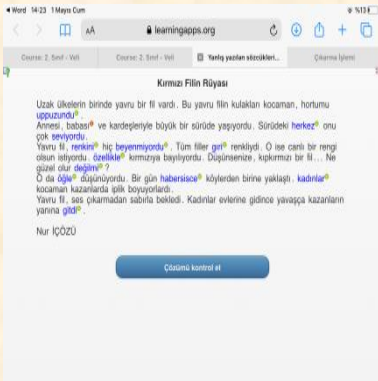 Word 14:23 1 Mayıs Cum %13
AA learningapps.org
Course: 2. Sınıf - Veli Course: 2. Sınıf - Veli Yanlış yazılan sözcükleri... Çıkarma İşlemi
Kırmızı Filin Rüyası
Uzak ülkelerin birinde yavru bir fil vardı. Bu yavru filin kulakları kocaman, hortumu
uppuzundu.
Annesi, babası ve kardeşleriyle büyük bir sürüde yaşıyordu. Sürüdeki herkez onu
çok seviyordu.
Yavru fil, renkini hiç beyenmiyordu. Tüm filler gri renkliydi. O ise canlı bir rengi
olsun istiyordu. özellikle kırmızıya bayılıyordu. Düşünsenize, kıpkırmızı bir fil... Ne
güzel olur değilmi ?
O da öğle düşünüyordu. Bir gün habersisce köylerden birine yaklaştı. kadınlar
kocaman kazanlarda iplik boyuyorlardı.
Yavru fil, ses çıkarmadan sabırla bekledi. Kadınlar evlerine gidince yavaşça kazanların
yanına gitdi.
Nur İÇÖZÜ
Çözümü kontrol et